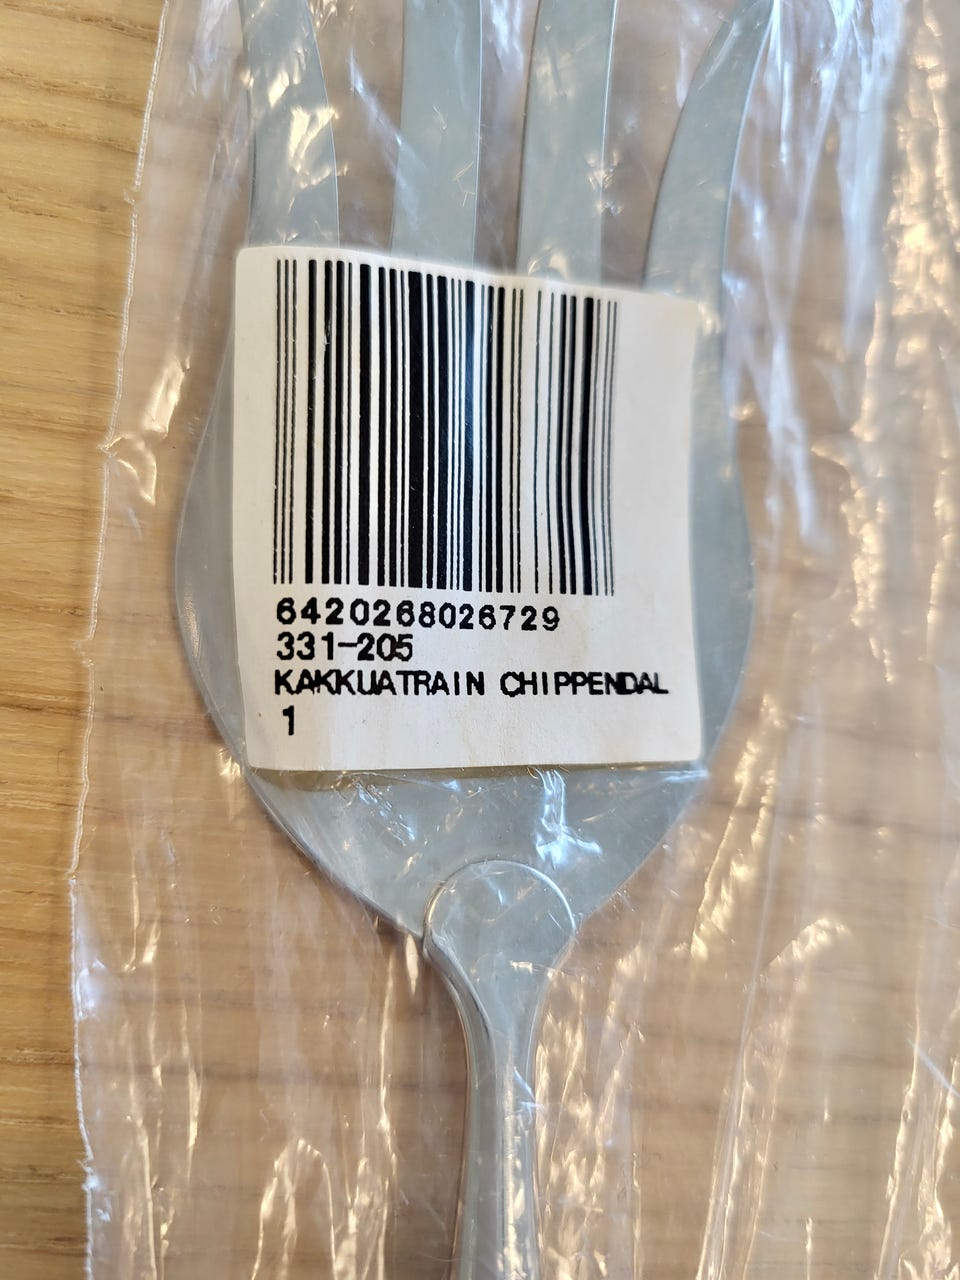 6420268026729
331-205
KAKKUATRAIN CHIPPENDAL
1